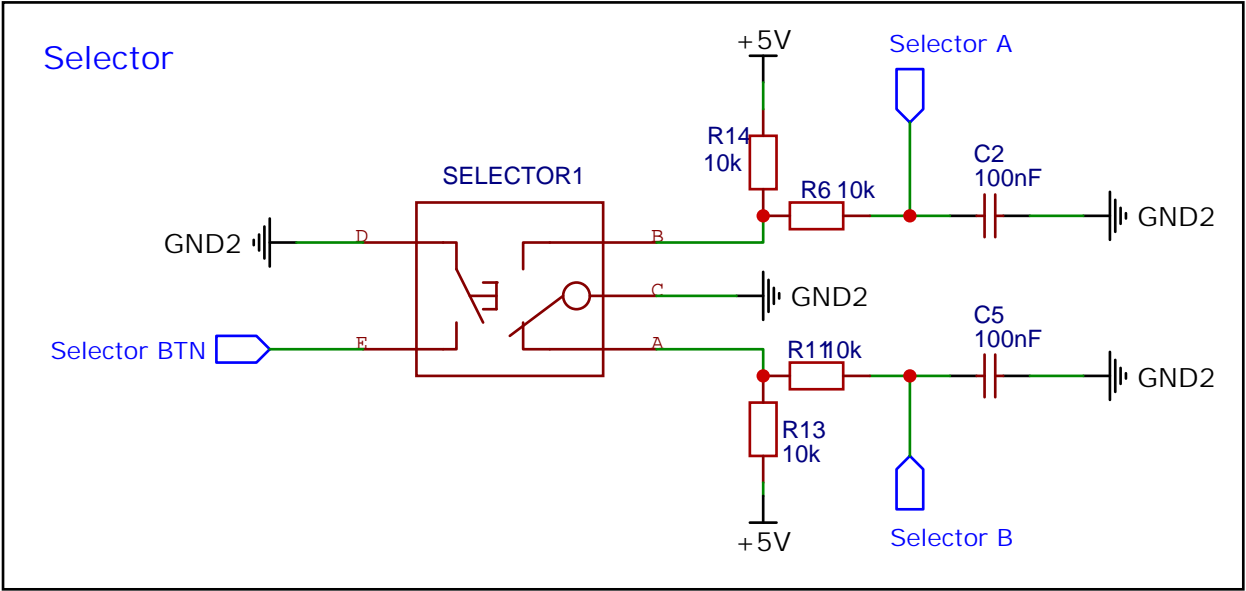 Selector
+5V
Selector A
R14
10k
R6 10k
C2
100nF
GND2
SELECTOR1
GND2
D
B
C
GND2
Selector BTN
E
A
R11 10k
C5
100nF
GND2
R13
10k
+5V
Selector B